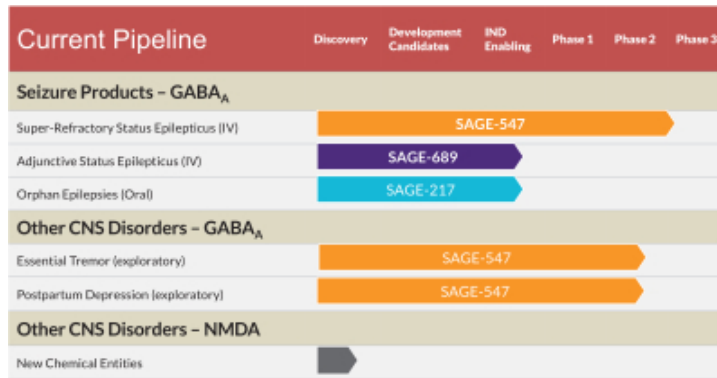 Current Pipeline
Discovery
Development
Candidates
IND
Enabling
Phase 1
Phase 2
Phase 3
Seizure Products – GABAA
Super-Refractory Status Epilepticus (IV)
SAGE-547
Adjunctive Status Epilepticus (IV)
SAGE-689
Orphan Epilepsies (Oral)
SAGE-217
Other CNS Disorders – GABAA
Essential Tremor (exploratory)
SAGE-547
Postpartum Depression (exploratory)
SAGE-547
Other CNS Disorders – NMDA
New Chemical Entities